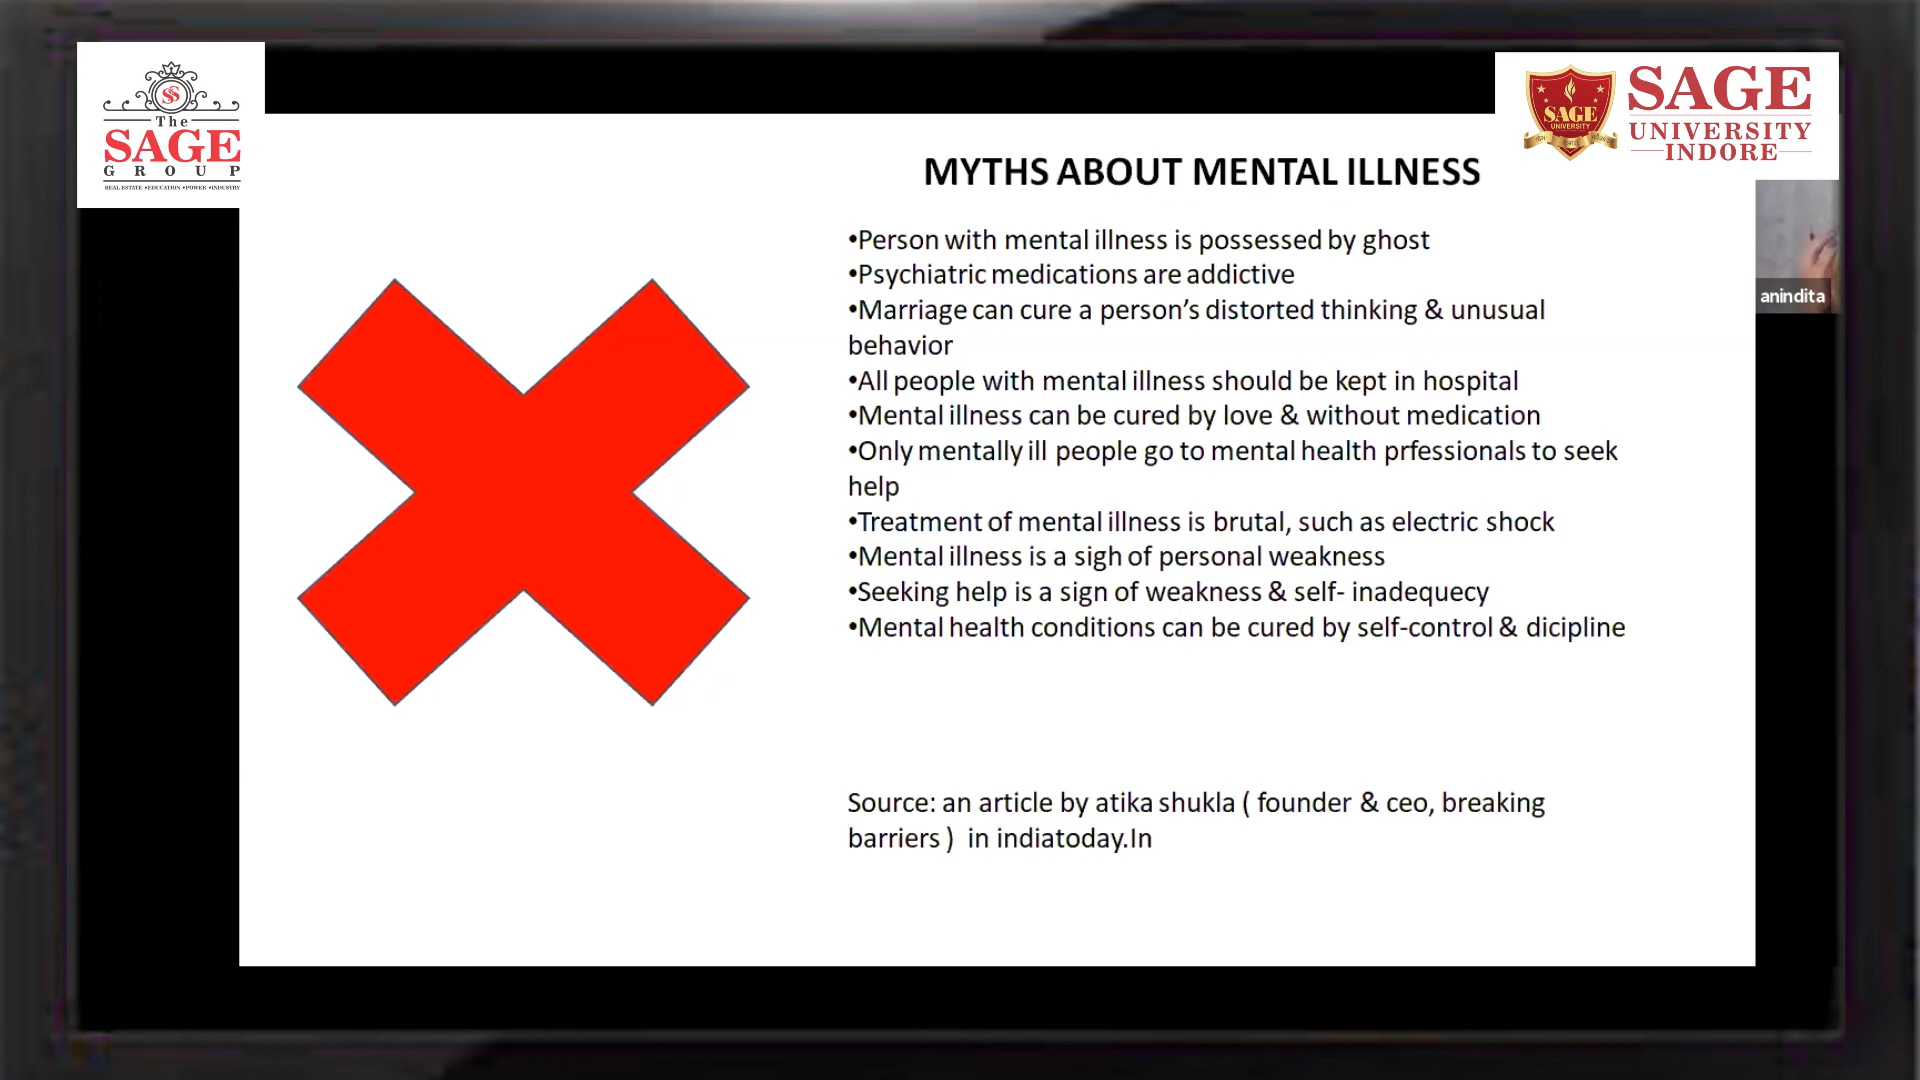 The
SAGE
GROUP
REAL ESTATE •EDUCATION •POWER •INDUSTRY
SAGE
UNIVERSITY
SAGE
UNIVERSITY
INDORE
MYTHS ABOUT MENTAL ILLNESS
•Person with mental illness is possessed by ghost
•Psychiatric medications are addictive
•Marriage can cure a person’s distorted thinking & unusual
behavior
•All people with mental illness should be kept in hospital
•Mental illness can be cured by love & without medication
•Only mentally ill people go to mental health prfessionals to seek
help
•Treatment of mental illness is brutal, such as electric shock
•Mental illness is a sigh of personal weakness
•Seeking help is a sign of weakness & self- inadequecy
•Mental health conditions can be cured by self-control & dicipline
anindita
Source: an article by atika shukla ( founder & ceo, breaking
barriers ) in indiatoday.In